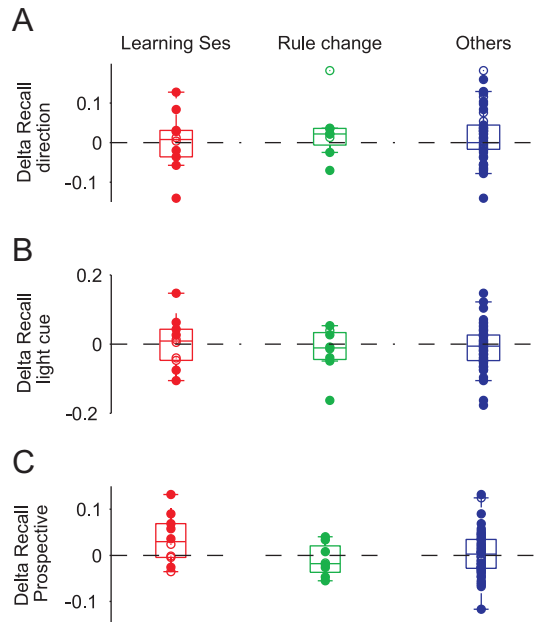 A
Learning Ses Rule change Others
Delta Recall
direction
0.1
0
-0.1
B
Delta Recall
light cue
0.2
0
-0.2
C
Delta Recall
Prospective
0.1
0
-0.1